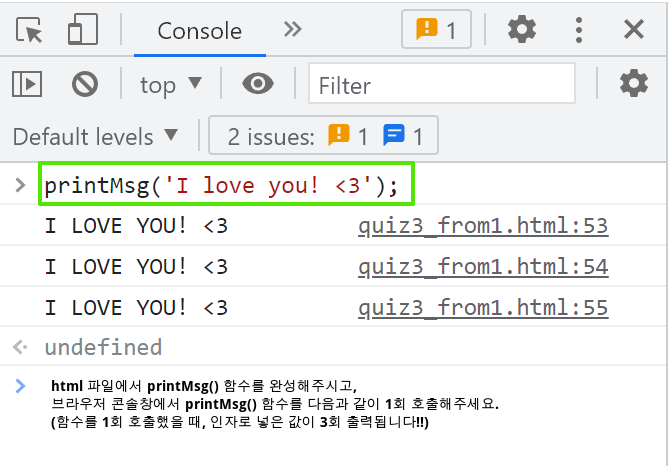 Console
1
top ▼
Filter
Default levels ▼
2 issues: 1 1
printMsg('I love you! <3');
I LOVE YOU! <3 quiz3_from1.html:53
I LOVE YOU! <3 quiz3_from1.html:54
I LOVE YOU! <3 quiz3_from1.html:55
undefined
html 파일에서 printMsg() 함수를 완성해주시고,
브라우저 콘솔창에서 printMsg() 함수를 다음과 같이 1회 호출해주세요.
(함수를 1회 호출했을 때, 인자로 넣은 값이 3회 출력됩니다!!)